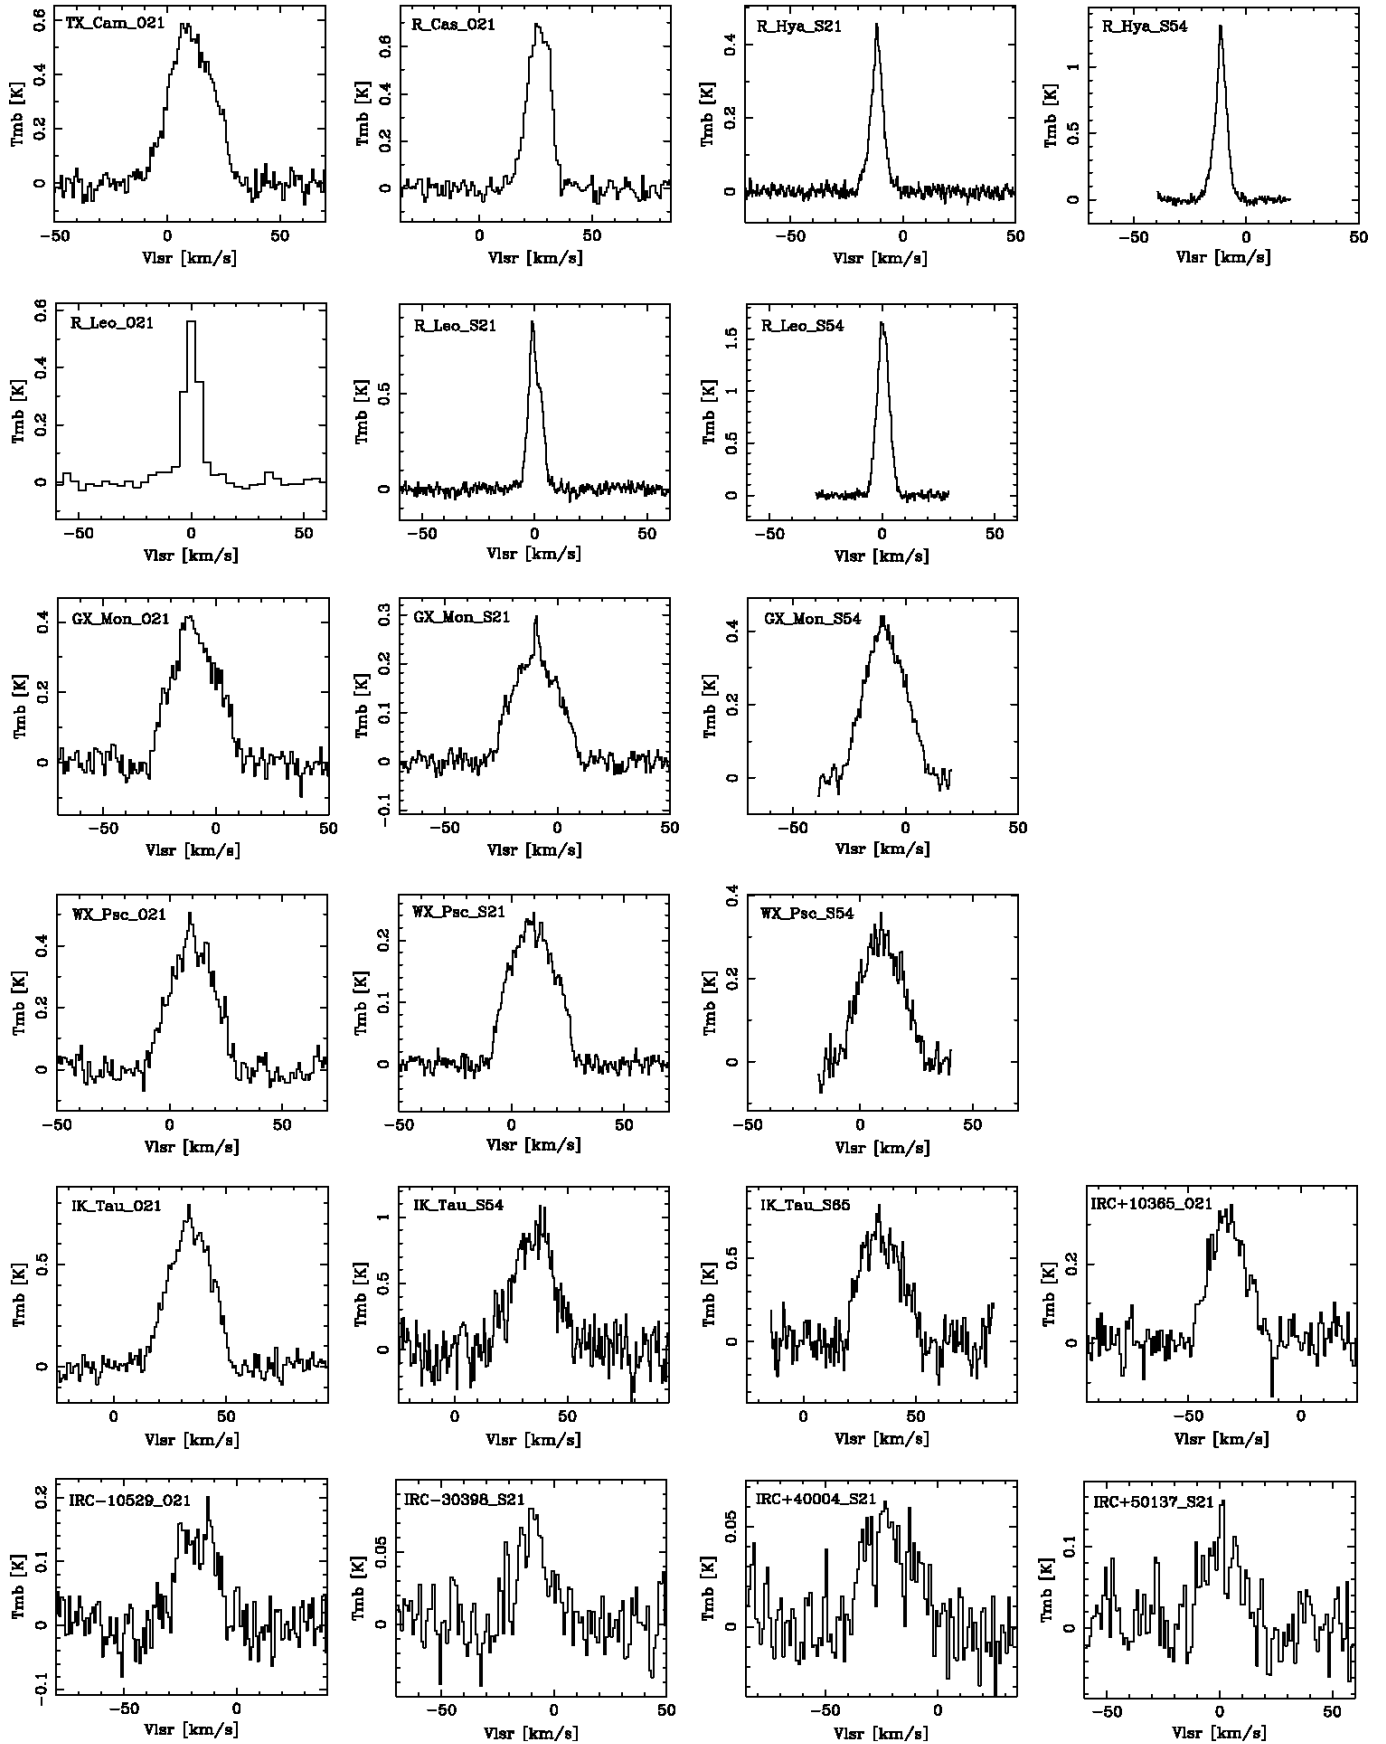 TX_Cam_O21
Tmb [K]
0 0.2 0.4 0.6
−50 0 50
Vlsr [km/s]
R_Cas_O21
Tmb [K]
0 0.2 0.4 0.6
0 50
Vlsr [km/s]
R_Hya_S21
Tmb [K]
0 0.2 0.4
−50 0 50
Vlsr [km/s]
R_Hya_S54
Tmb [K]
0 0.5 1
−50 0 50
Vlsr [km/s]
R_Leo_O21
Tmb [K]
0 0.2 0.4 0.6
−50 0 50
Vlsr [km/s]
R_Leo_S21
Tmb [K]
0 0.5
−50 0 50
Vlsr [km/s]
R_Leo_S54
Tmb [K]
0 0.5 1 1.5
−50 0 50
Vlsr [km/s]
GX_Mon_O21
Tmb [K]
0 0.2 0.4
−50 0 50
Vlsr [km/s]
GX_Mon_S21
Tmb [K]
−0.1 0 0.1 0.2 0.3
−50 0 50
Vlsr [km/s]
GX_Mon_S54
Tmb [K]
0 0.2 0.4
−50 0 50
Vlsr [km/s]
WX_Psc_O21
Tmb [K]
0 0.2 0.4
−50 0 50
Vlsr [km/s]
WX_Psc_S21
Tmb [K]
0 0.1 0.2
−50 0 50
Vlsr [km/s]
WX_Psc_S54
Tmb [K]
0 0.2 0.4
−50 0 50
Vlsr [km/s]
IK_Tau_O21
Tmb [K]
0 0.5
0 50
Vlsr [km/s]
IK_Tau_S54
Tmb [K]
0 0.5 1
0 50
Vlsr [km/s]
IK_Tau_S65
Tmb [K]
0 0.5
0 50
Vlsr [km/s]
IRC+10365_O21
Tmb [K]
0 0.2
−50 0
Vlsr [km/s]
IRC−10529_O21
Tmb [K]
−0.1 0 0.1 0.2
−50 0
Vlsr [km/s]
IRC−30398_S21
Tmb [K]
0 0.05
−50 0 50
Vlsr [km/s]
IRC+40004_S21
Tmb [K]
0 0.05
−50 0
Vlsr [km/s]
IRC+50137_S21
Tmb [K]
0 0.1
−50 0 50
Vlsr [km/s]